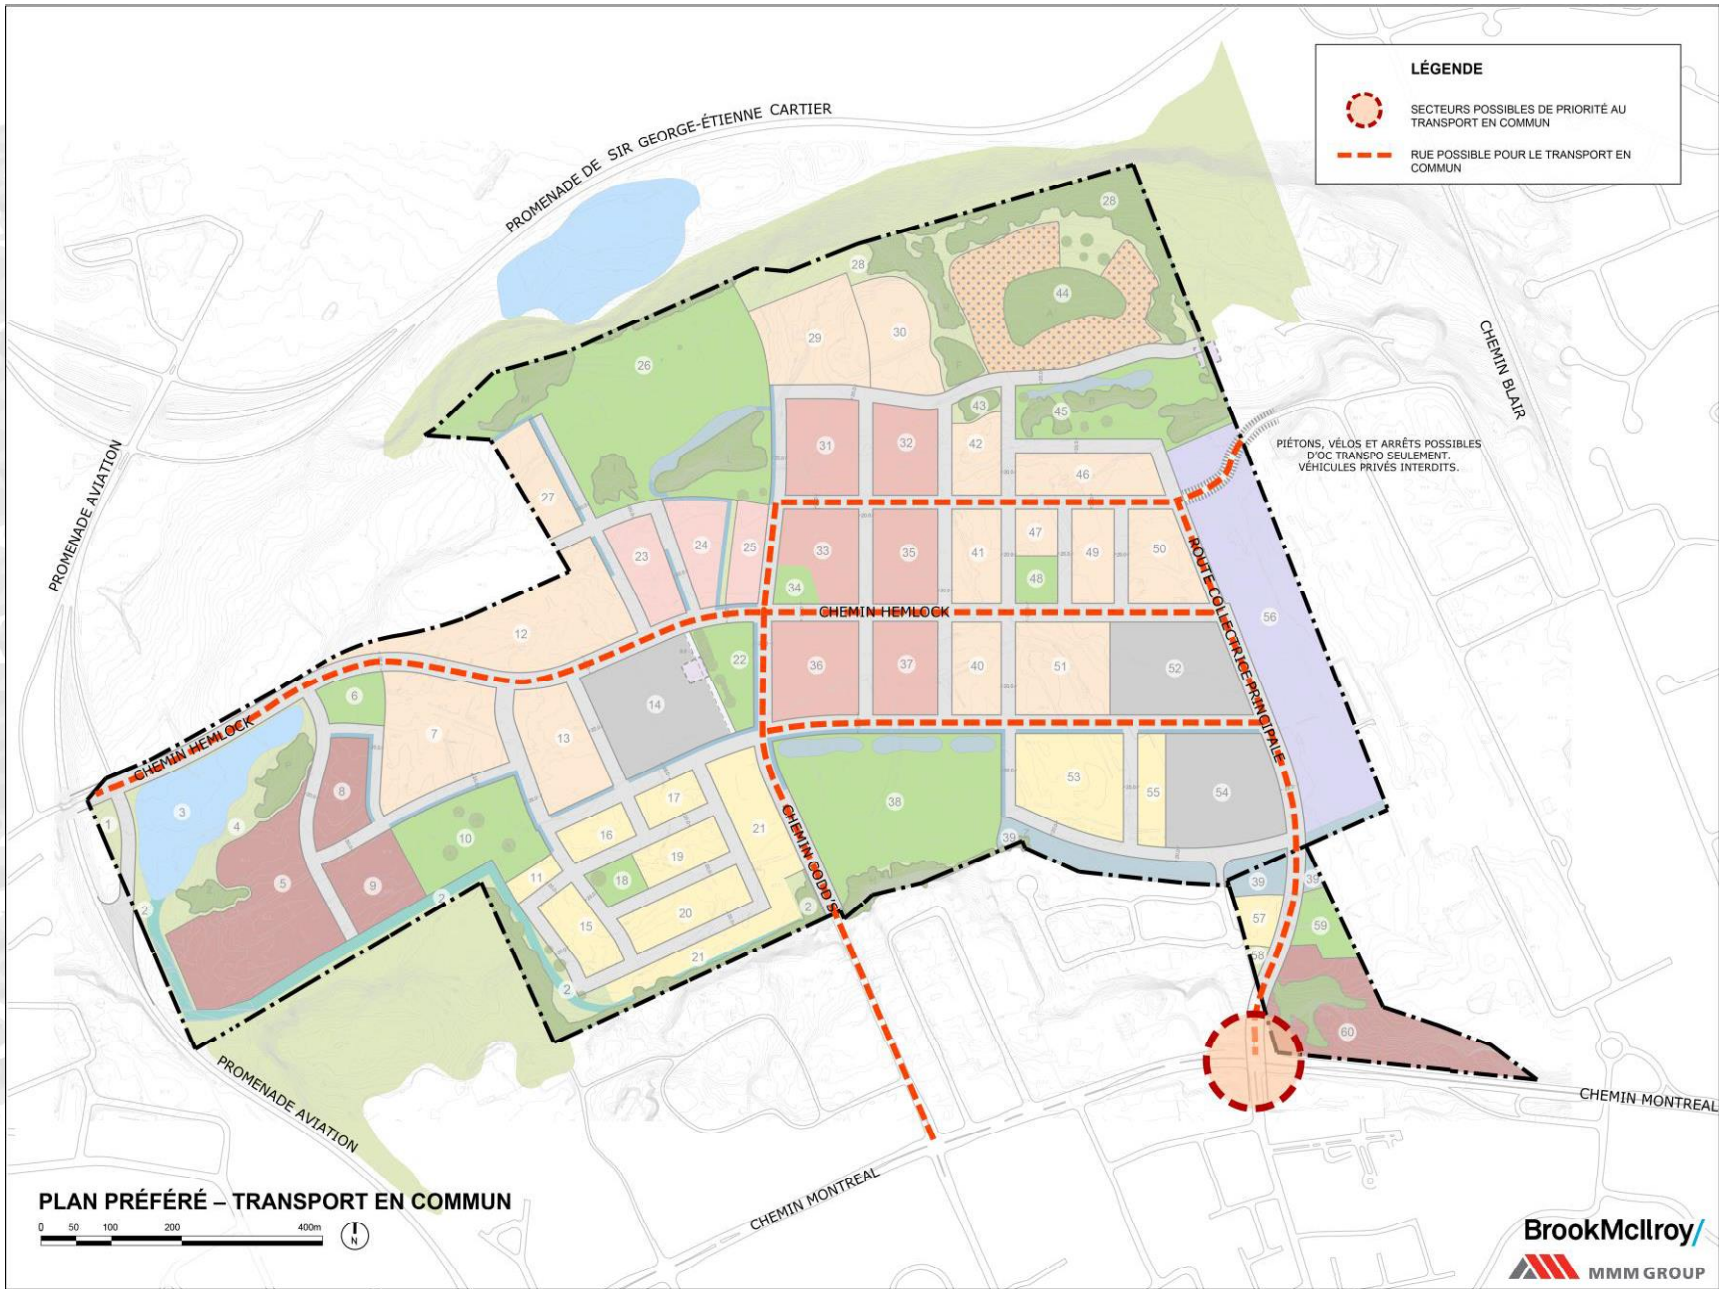 LÉGENDE
SECTEURS POSSIBLES DE PRIORITÉ AU
TRANSPORT EN COMMUN
RUE POSSIBLE POUR LE TRANSPORT EN
COMMUN
PROMENADE DE SIR GEORGE-ÉTIENNE CARTIER
CHEMIN BLAIR
PROMENADE AVIATION
PIÉTONS, VÉLOS ET ARRÊTS POSSIBLES
D'OC TRANSPO SEULEMENT.
VÉHICULES PRIVÉS INTERDITS.
28
28
44
A
29
30
26
F
M
43
45
31
32
42
46
27
L
23
24
25
33
35
41
47
49
50
34
48
CHEMIN HEMLOCK
ROUTE COLLECTRICE PRINCIPALE
56
12
22
36
37
40
51
52
6
14
7
13
CHEMIN HEMLOCK
3
8
53
55
54
1
4
17
38
10
16
21
CHEMIN CODD'S
19
39
5
9
11
18
39
39
2
2
20
2
57
15
59
21
58
2
60
CHEMIN MONTREAL
PROMENADE AVIATION
CHEMIN MONTREAL
PLAN PRÉFÉRÉ – TRANSPORT EN COMMUN
0 50 100 200 400m
N
BrookMcIlroy/
MMM GROUP